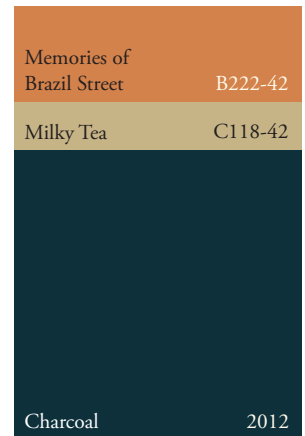 Memories of
Brazil Street B222-42
Milky Tea C118-42
Charcoal 2012